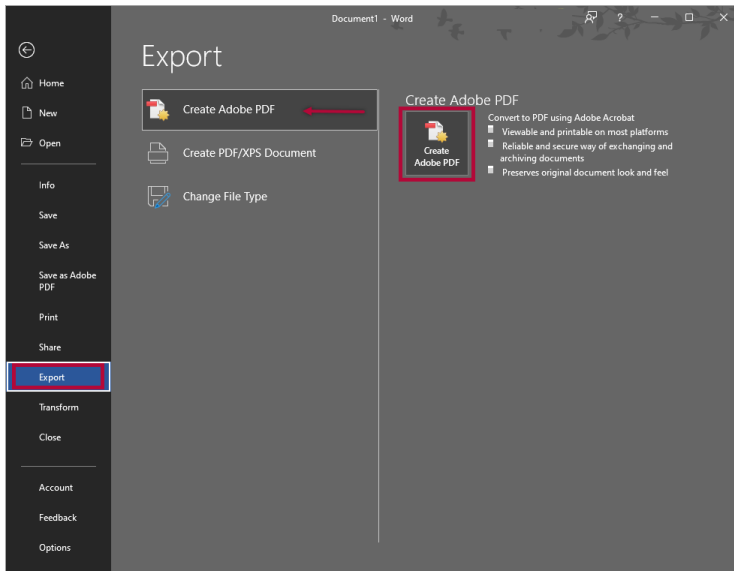 Document1 - Word
?
Home
New
Open
Info
Save
Save As
Save as Adobe
PDF
Print
Share
Export
Transform
Close
Account
Feedback
Options
Export
Create Adobe PDF
Create PDF/XPS Document
Change File Type
Create Adobe PDF
Create
Adobe PDF
Convert to PDF using Adobe Acrobat
Viewable and printable on most platforms
Reliable and secure way of exchanging and
archiving documents
Preserves original document look and feel